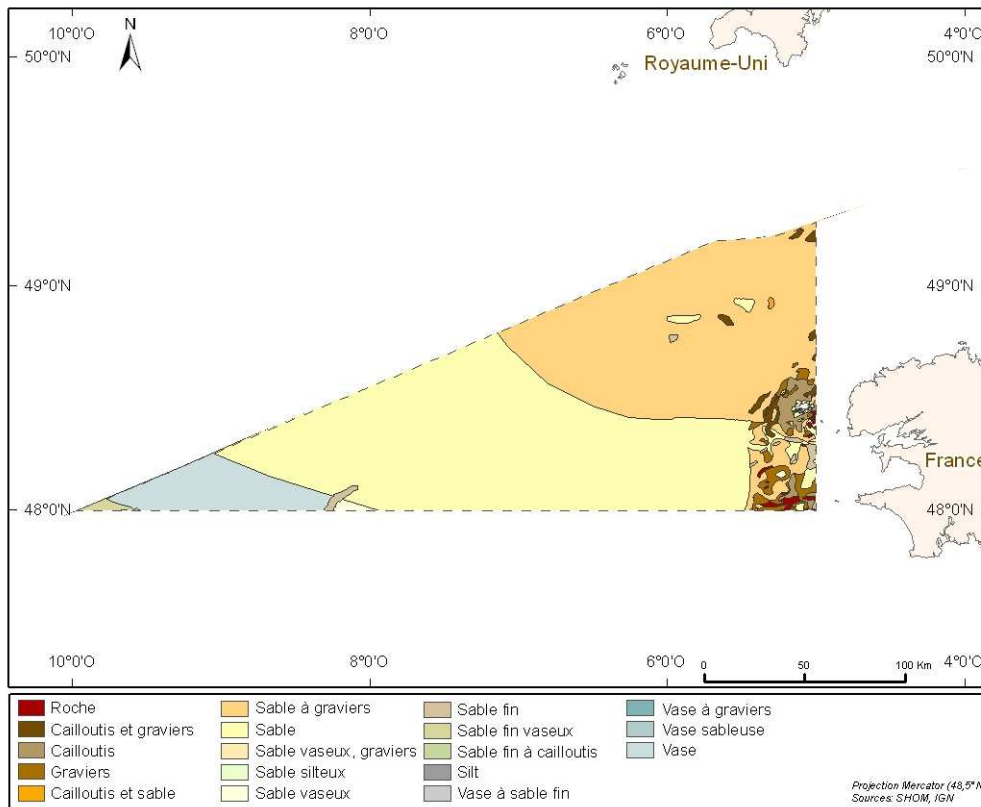 N
10°0'O 8°0'O 6°0'O 4°0'O
50°0'N 50°0'N
Royaume-Uni
49°0'N 49°0'N
France
48°0'N 48°0'N
10°0'O 8°0'O 6°0'O 4°0'O
0 50 100 Km
Roche
Cailloutis et graviers
Cailloutis
Graviers
Cailloutis et sable
Sable à graviers
Sable
Sable vaseux, graviers
Sable silteux
Sable vaseux
Sable fin
Sable fin vaseux
Sable fin à cailloutis
Silt
Vase à sable fin
Vase à graviers
Vase sableuse
Vase
Projection Mercator (48,5°N
Sources: SHOM, IGN